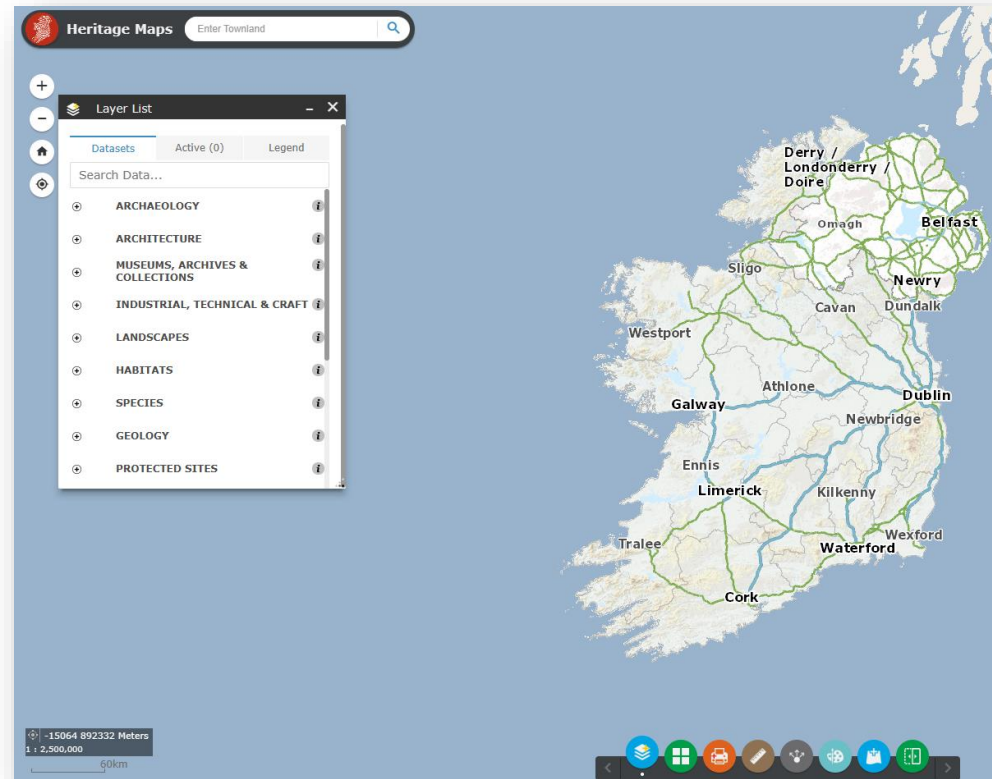 Heritage Maps
Enter Townland
Layer List
Datasets
Active (0)
Legend
Search Data...
ARCHAEOLOGY
ARCHITECTURE
MUSEUMS, ARCHIVES &
COLLECTIONS
INDUSTRIAL, TECHNICAL & CRAFT
LANDSCAPES
HABITATS
SPECIES
GEOLOGY
PROTECTED SITES
Derry /
Londonderry /
Doire
Omagh
Belfast
Sligo
Newry
Cavan
Dundalk
Westport
Athlone
Dublin
Galway
Newbridge
Ennis
Limerick
Kilkenny
Tralee
Wexford
Waterford
Cork
-15064 892332 Meters
1 : 2,500,000
60km